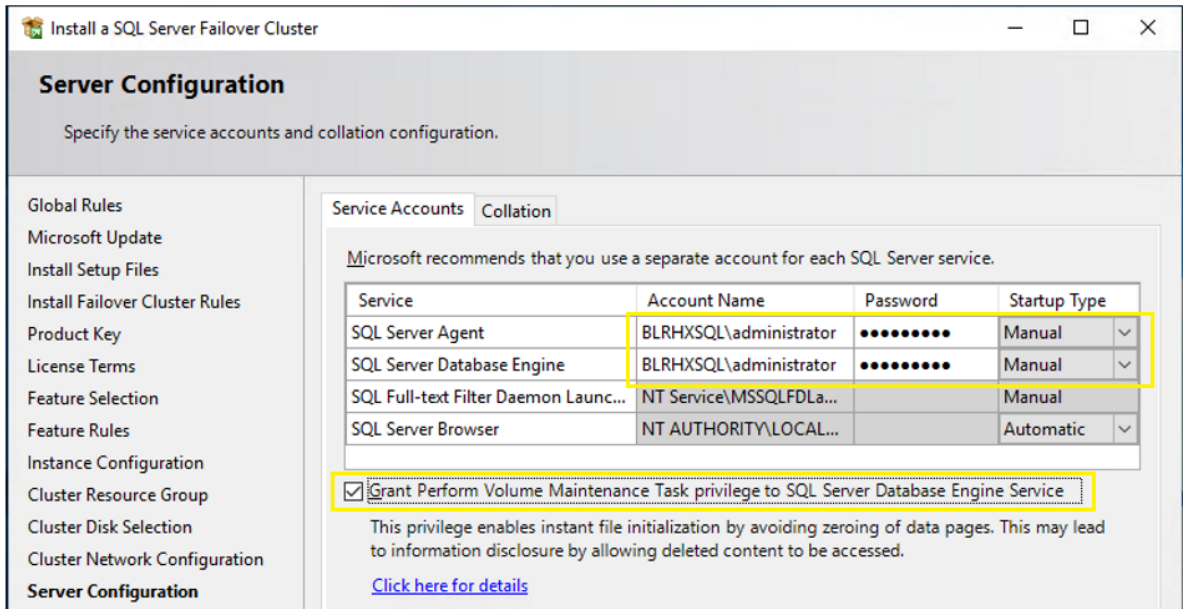 Install a SQL Server Failover Cluster
Server Configuration
Specify the service accounts and collation configuration.
Global Rules
Microsoft Update
Install Setup Files
Install Failover Cluster Rules
Product Key
License Terms
Feature Selection
Feature Rules
Instance Configuration
Cluster Resource Group
Cluster Disk Selection
Cluster Network Configuration
Server Configuration
Service Accounts Collation
Microsoft recommends that you use a separate account for each SQL Server service.
Service Account Name Password Startup Type
SQL Server Agent BLRHXSQL\administrator ●●●●●●●●● Manual
SQL Server Database Engine BLRHXSQL\administrator ●●●●●●●●● Manual
SQL Full-text Filter Daemon Launc... NT Service\MSSQLFDLa... Manual
SQL Server Browser NT AUTHORITY\LOCAL... Automatic
Grant Perform Volume Maintenance Task privilege to SQL Server Database Engine Service
This privilege enables instant file initialization by avoiding zeroing of data pages. This may lead
to information disclosure by allowing deleted content to be accessed.
Click here for details